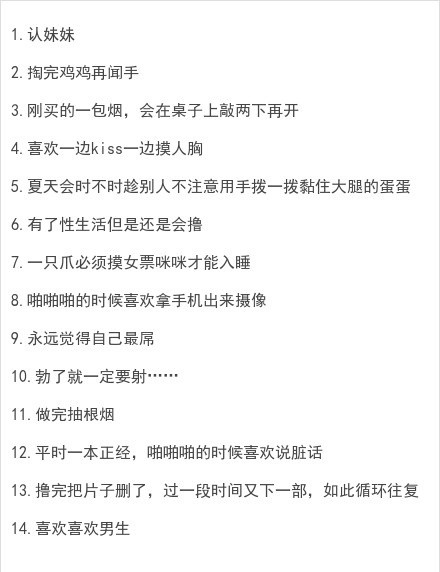 1. 认妹妹
2. 掏完鸡鸡再闻手
3. 刚买的一包烟，会在桌子上敲两下再开
4. 喜欢一边kiss一边摸人胸
5. 夏天会时不时趁别人不注意用手拨一拨黏住大腿的蛋蛋
6. 有了性生活但是还是会撸
7. 一只爪必须摸女票咪咪才能入睡
8. 啪啪啪的时候喜欢拿手机出来摄像
9. 永远觉得自己最屌
10. 勃了就一定要射……
11. 做完抽根烟
12. 平时一本正经，啪啪啪的时候喜欢说脏话
13. 撸完把片子删了，过一段时间又下一部，如此循环往复
14. 喜欢喜欢男生